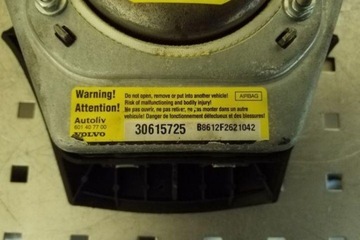 Warning!
Attention!
Autoliv
601 40 77 00
VOLVO
Do not open, remove or put into another vehicle!
Risk of malfunctioning and bodily injury!
Ne pas ouvrir, ne pas retirer, ne pas monter dans un autre
véhicule! Danger de fonctionnement défectueux et des blessures!
AIRBAG
30615725
B8612F2621042